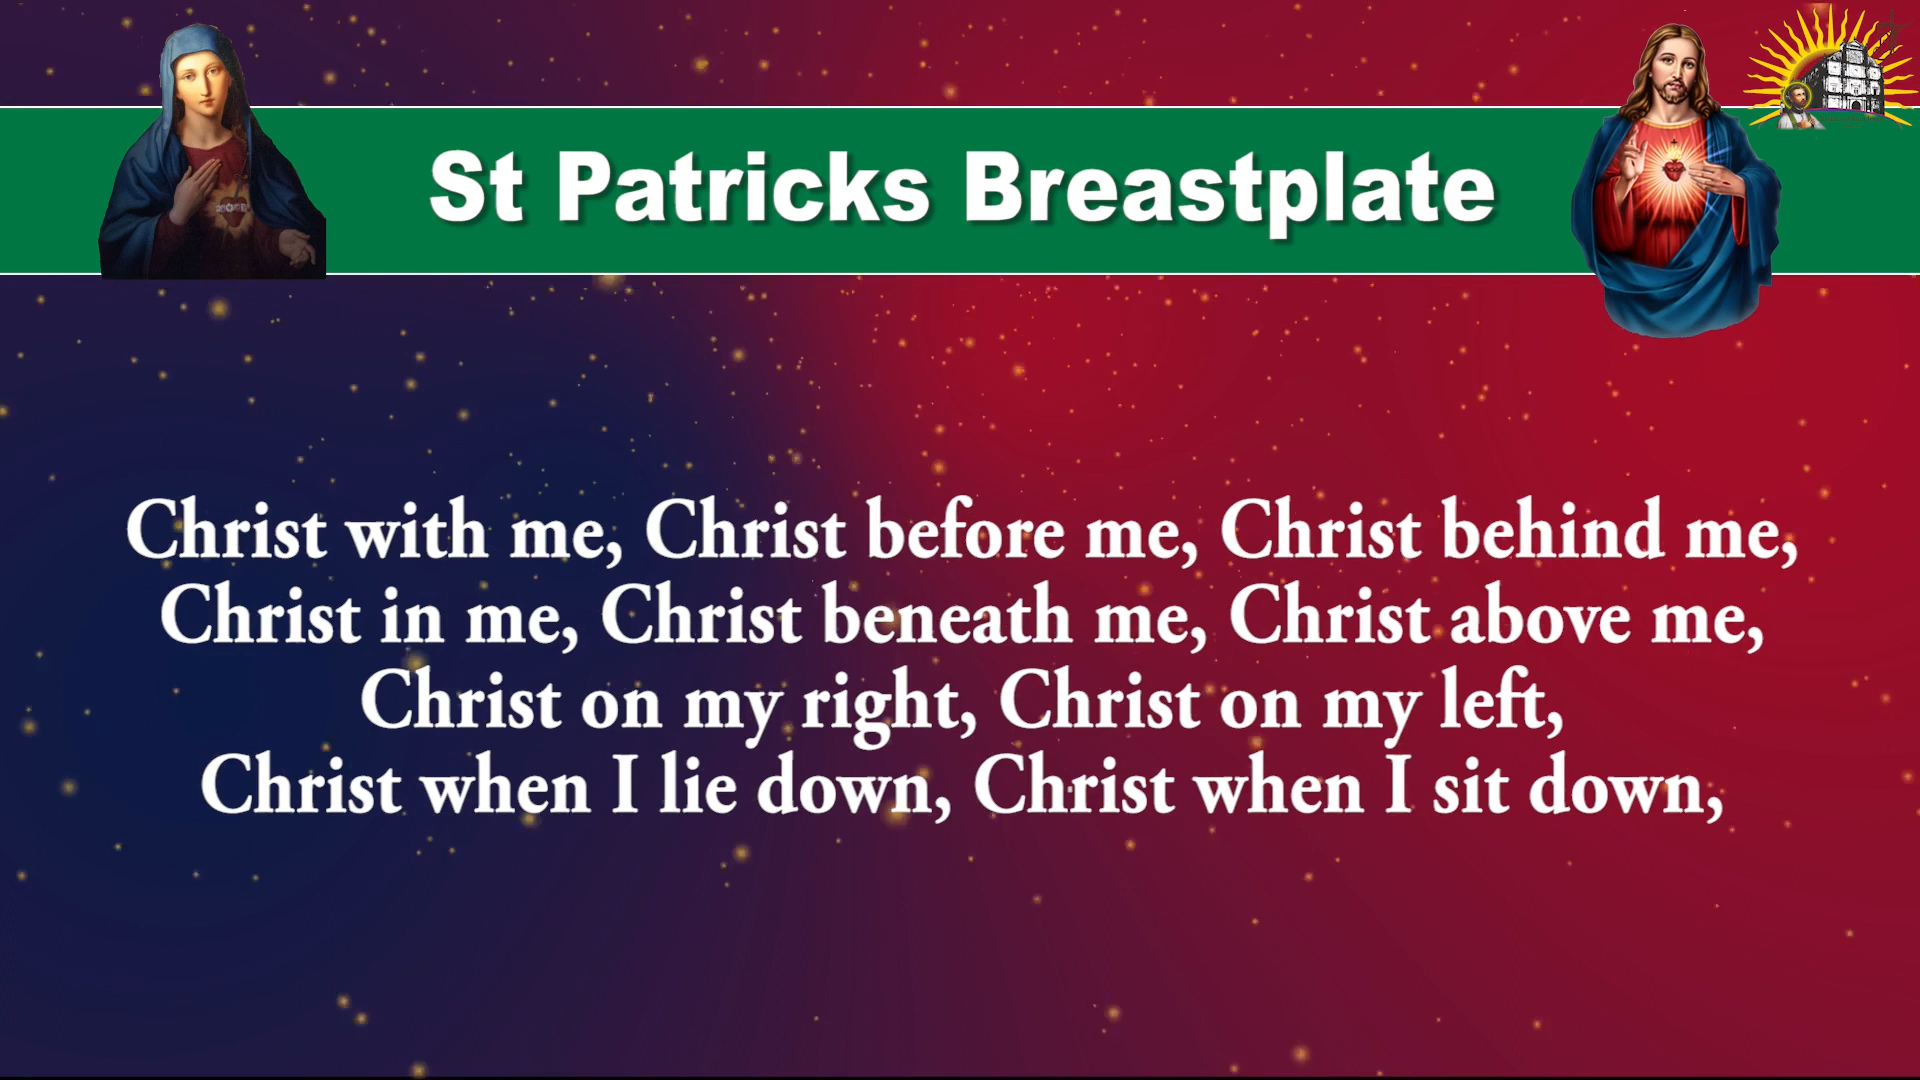 St Patricks Breastplate
Christ with me, Christ before me, Christ behind me,
Christ in me, Christ beneath me, Christ above me,
Christ on my right, Christ on my left,
Christ when I lie down, Christ when I sit down,